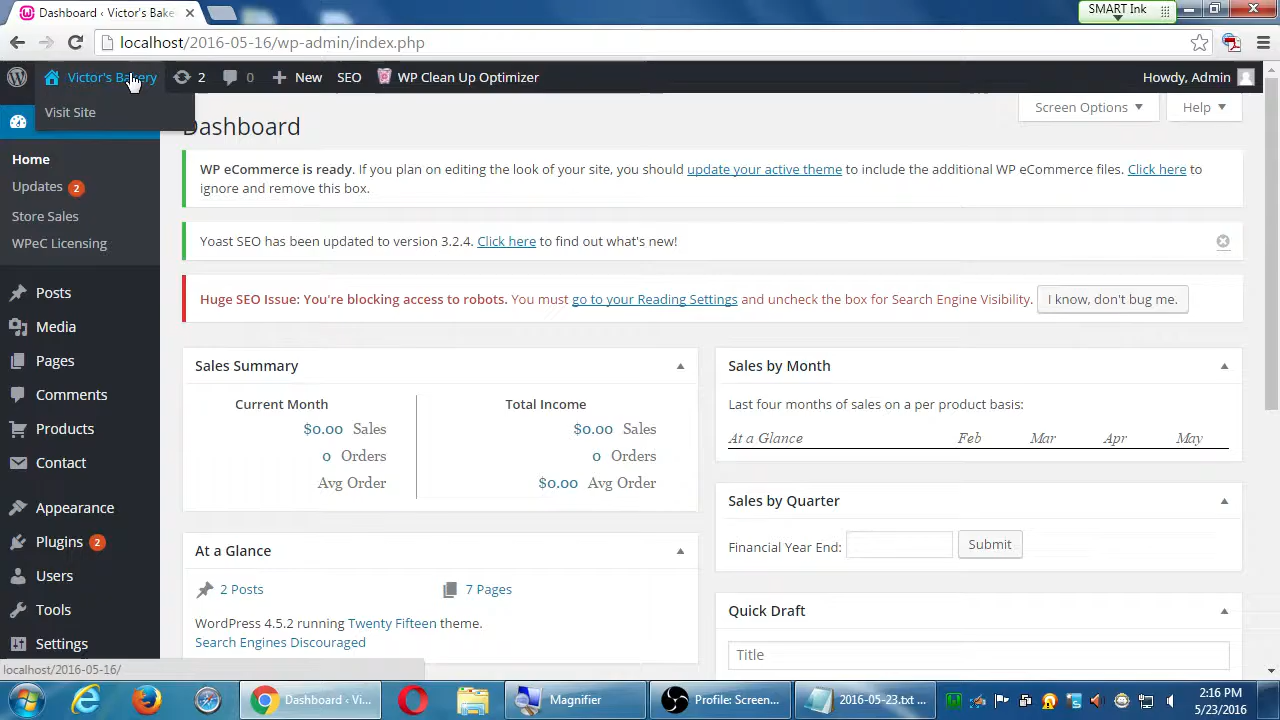 Dashboard ‹ Victor's Bake
SMART Ink
localhost/2016-05-16/wp-admin/index.php
Victor's Bakery
2
0
New
SEO
WP Clean Up Optimizer
Howdy, Admin
Visit Site
Screen Options
Help
Dashboard
Home
Updates 2
Store Sales
WPeC Licensing
Posts
Media
Pages
Comments
Products
Contact
Appearance
Plugins 2
Users
Tools
Settings
WP eCommerce is ready. If you plan on editing the look of your site, you should update your active theme to include the additional WP eCommerce files. Click here to
ignore and remove this box.
Yoast SEO has been updated to version 3.2.4. Click here to find out what's new!
Huge SEO Issue: You're blocking access to robots. You must go to your Reading Settings and uncheck the box for Search Engine Visibility.
I know, don't bug me.
Sales Summary
Current Month
$0.00 Sales
0 Orders
Avg Order
Total Income
$0.00 Sales
0 Orders
$0.00 Avg Order
At a Glance
2 Posts
7 Pages
WordPress 4.5.2 running Twenty Fifteen theme.
Search Engines Discouraged
Sales by Month
Last four months of sales on a per product basis:
At a Glance Feb Mar Apr May
Sales by Quarter
Financial Year End:
Submit
Quick Draft
Title
localhost/2016-05-16/
Dashboard ‹ Vi...
Magnifier
Profile: Screen...
2016-05-23.txt ...
2:16 PM
5/23/2016